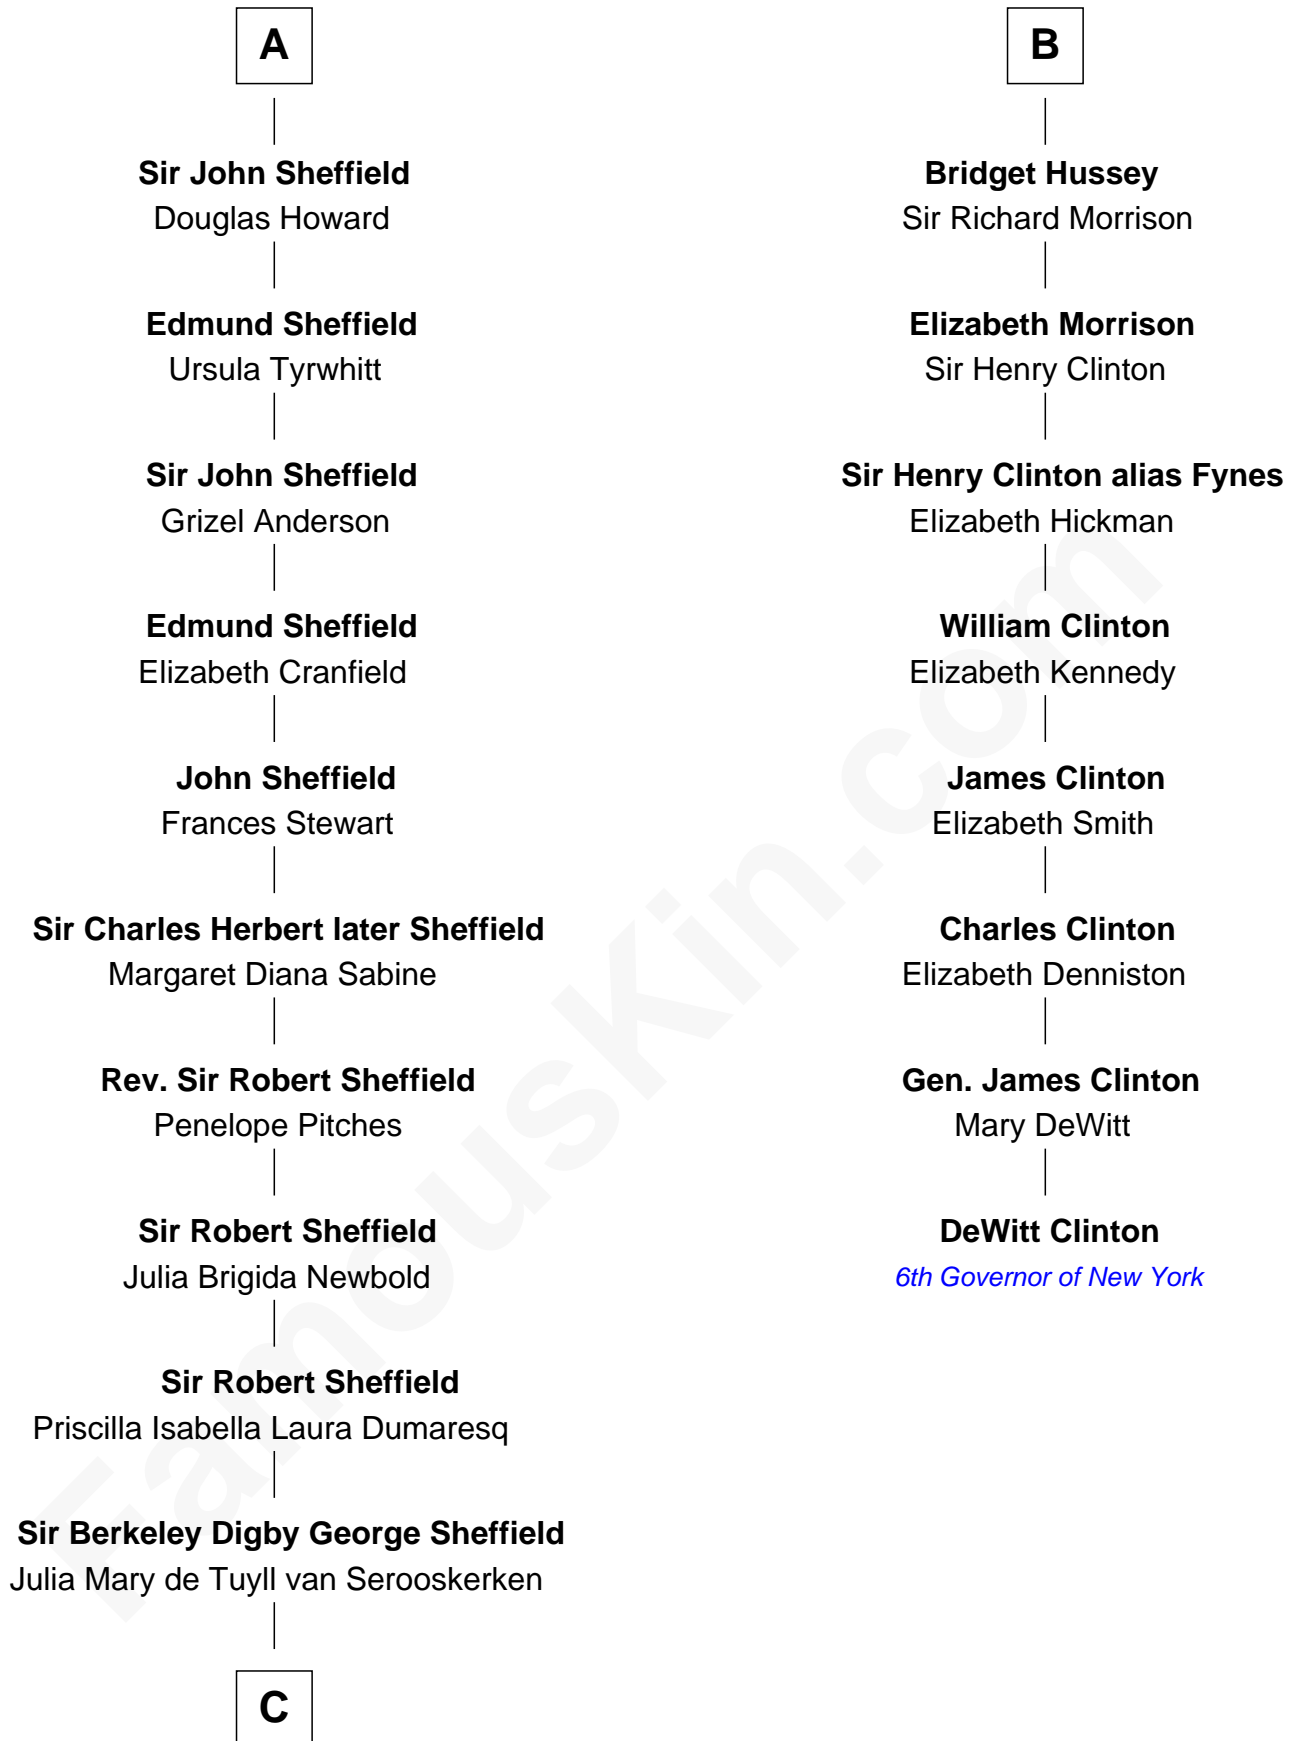 A
Sir John Sheffield
Douglas Howard
Edmund Sheffield
Ursula Tyrwhitt
Sir John Sheffield
Grizel Anderson
Edmund Sheffield
Elizabeth Cranfield
John Sheffield
Frances Stewart
Sir Charles Herbert later Sheffield
Margaret Diana Sabine
Rev. Sir Robert Sheffield
Penelope Pitches
Sir Robert Sheffield
Julia Brigida Newbold
Sir Robert Sheffield
Priscilla Isabella Laura Dumaresq
Sir Berkeley Digby George Sheffield
Julia Mary de Tuyll van Serooskerken
C
B
Bridget Hussey
Sir Richard Morrison
Elizabeth Morrison
Sir Henry Clinton
Sir Henry Clinton alias Fynes
Elizabeth Hickman
William Clinton
Elizabeth Kennedy
James Clinton
Elizabeth Smith
Charles Clinton
Elizabeth Denniston
Gen. James Clinton
Mary DeWitt
DeWitt Clinton
6th Governor of New York
FamousKin.com